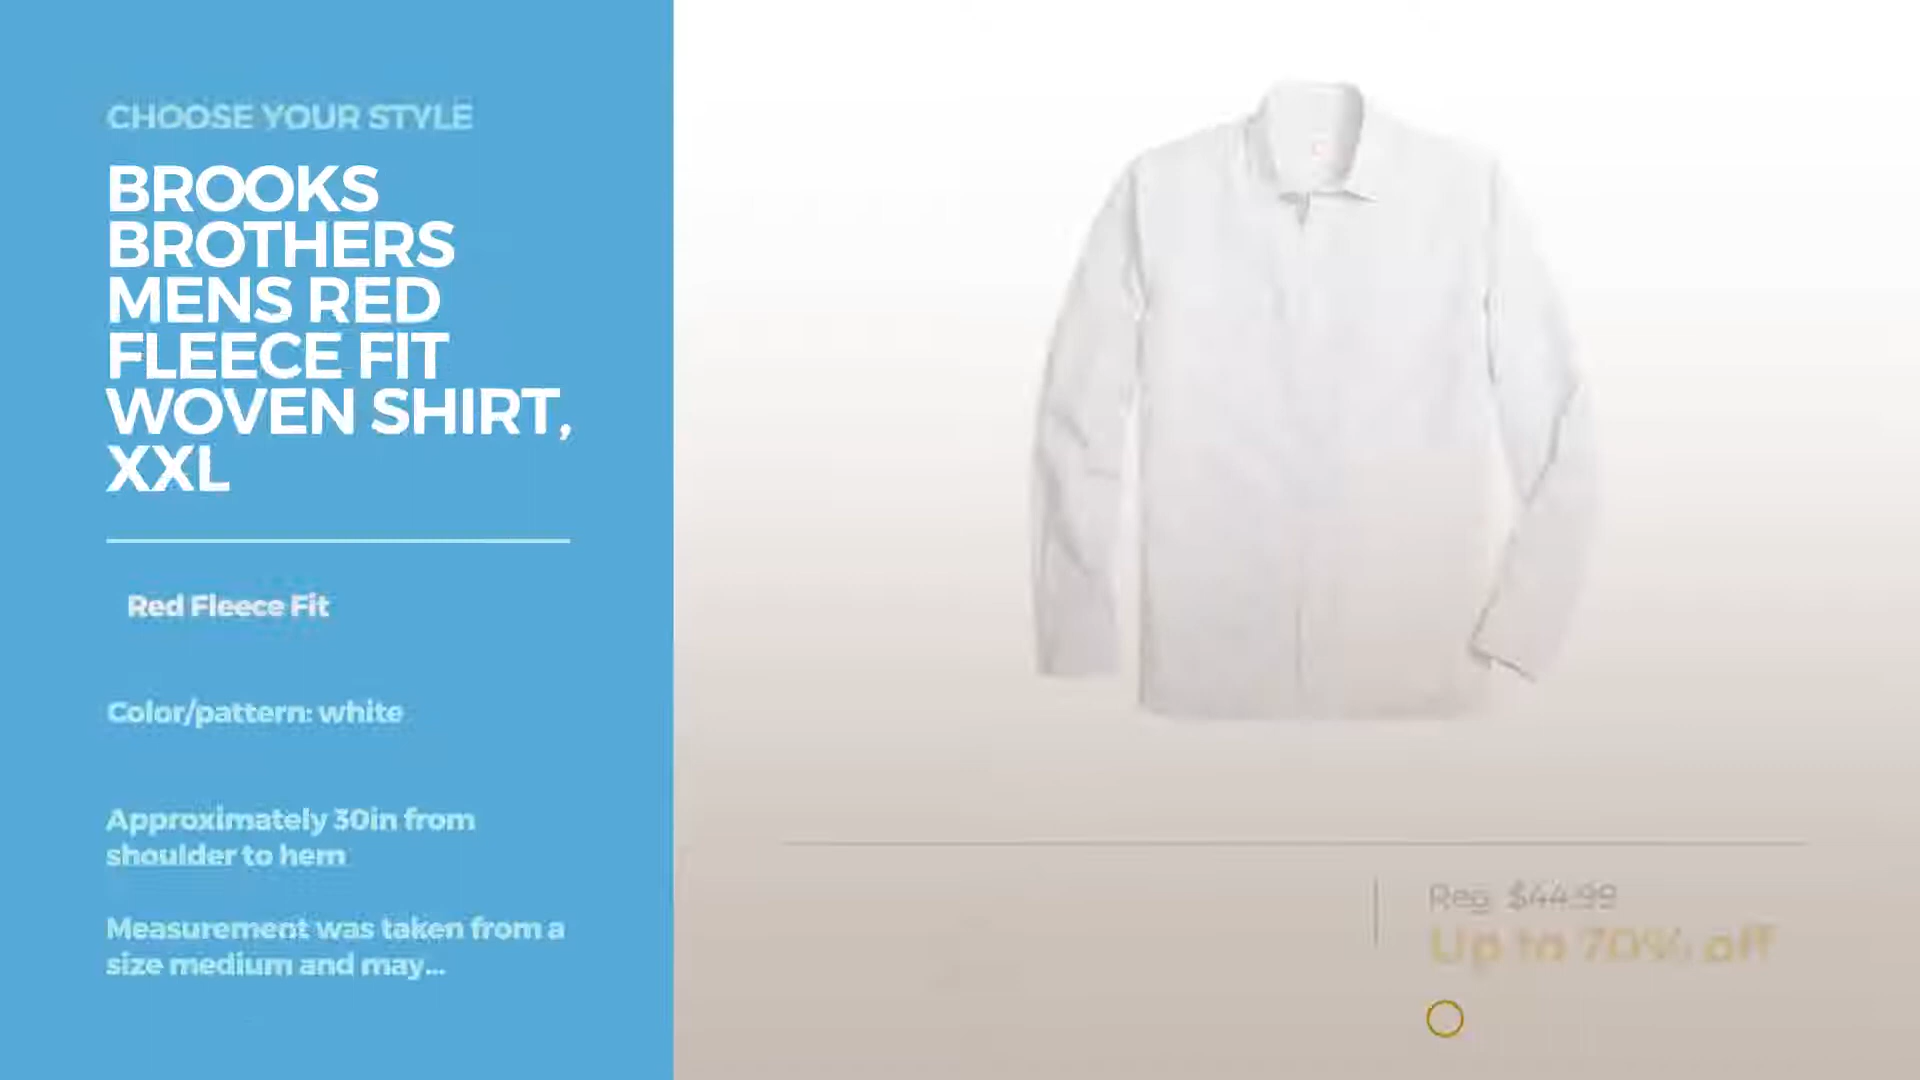 CHOOSE YOUR STYLE
BROOKS
BROTHERS
MENS RED
FLEECE FIT
WOVEN SHIRT,
XXL
Red Fleece Fit
Color/pattern: white
Approximately 30in from
shoulder to hem
Measurement was taken from a
size medium and may...
Reg. $44.99
Up to 70% off